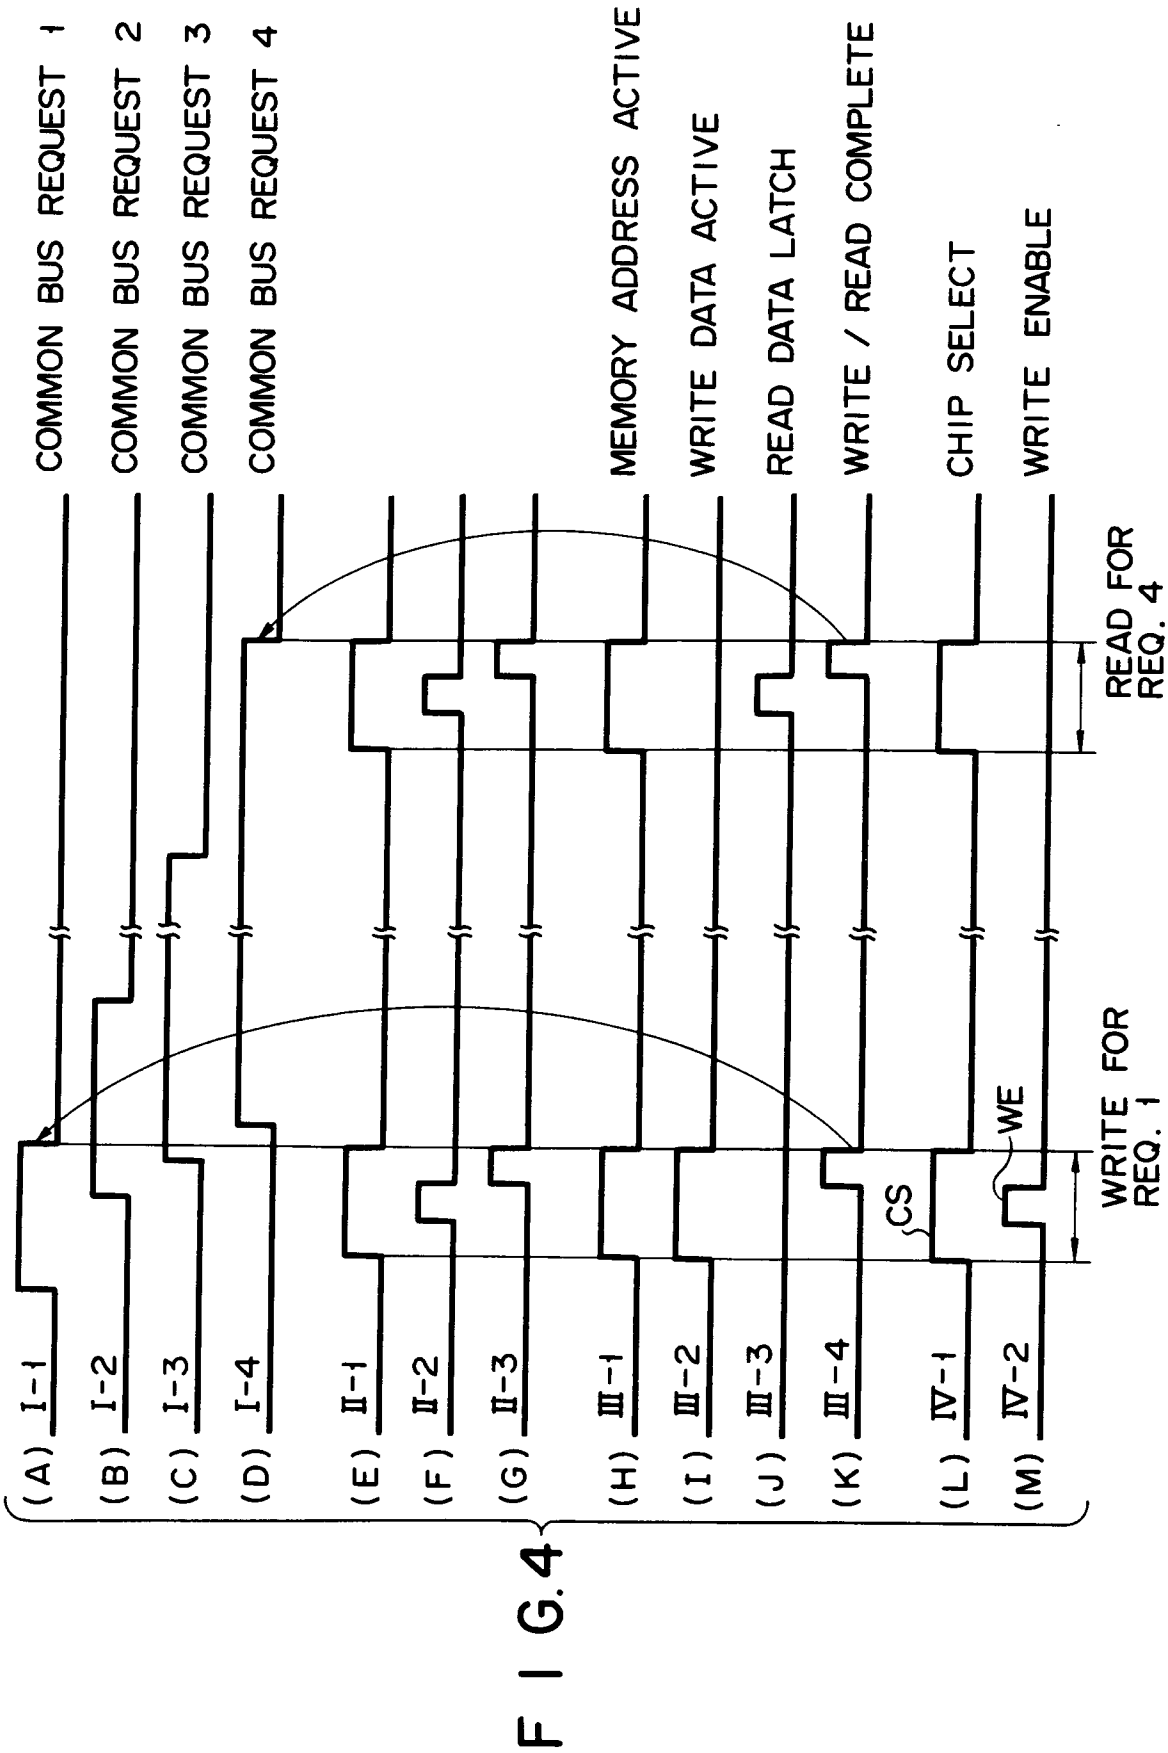 FIG. 4
(A) I-1 COMMON BUS REQUEST 1
(B) I-2 COMMON BUS REQUEST 2
(C) I-3 COMMON BUS REQUEST 3
(D) I-4 COMMON BUS REQUEST 4
(E) II-1
(F) II-2
(G) II-3
(H) III-1 MEMORY ADDRESS ACTIVE
(I) III-2 WRITE DATA ACTIVE
(J) III-3 READ DATA LATCH
(K) III-4 WRITE / READ COMPLETE
CS
(L) IV-1 CHIP SELECT
WE
(M) IV-2 WRITE ENABLE
WRITE FOR
REQ. 1
READ FOR
REQ. 4